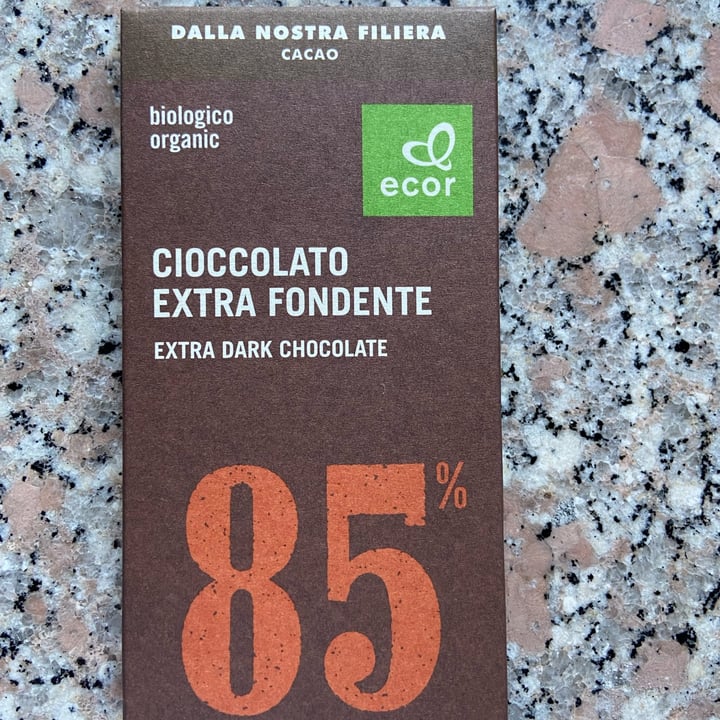 DALLA NOSTRA FILIERA
CACAO
biologico
organic
ecor
CIOCCOLATO
EXTRA FONDENTE
EXTRA DARK CHOCOLATE
85%